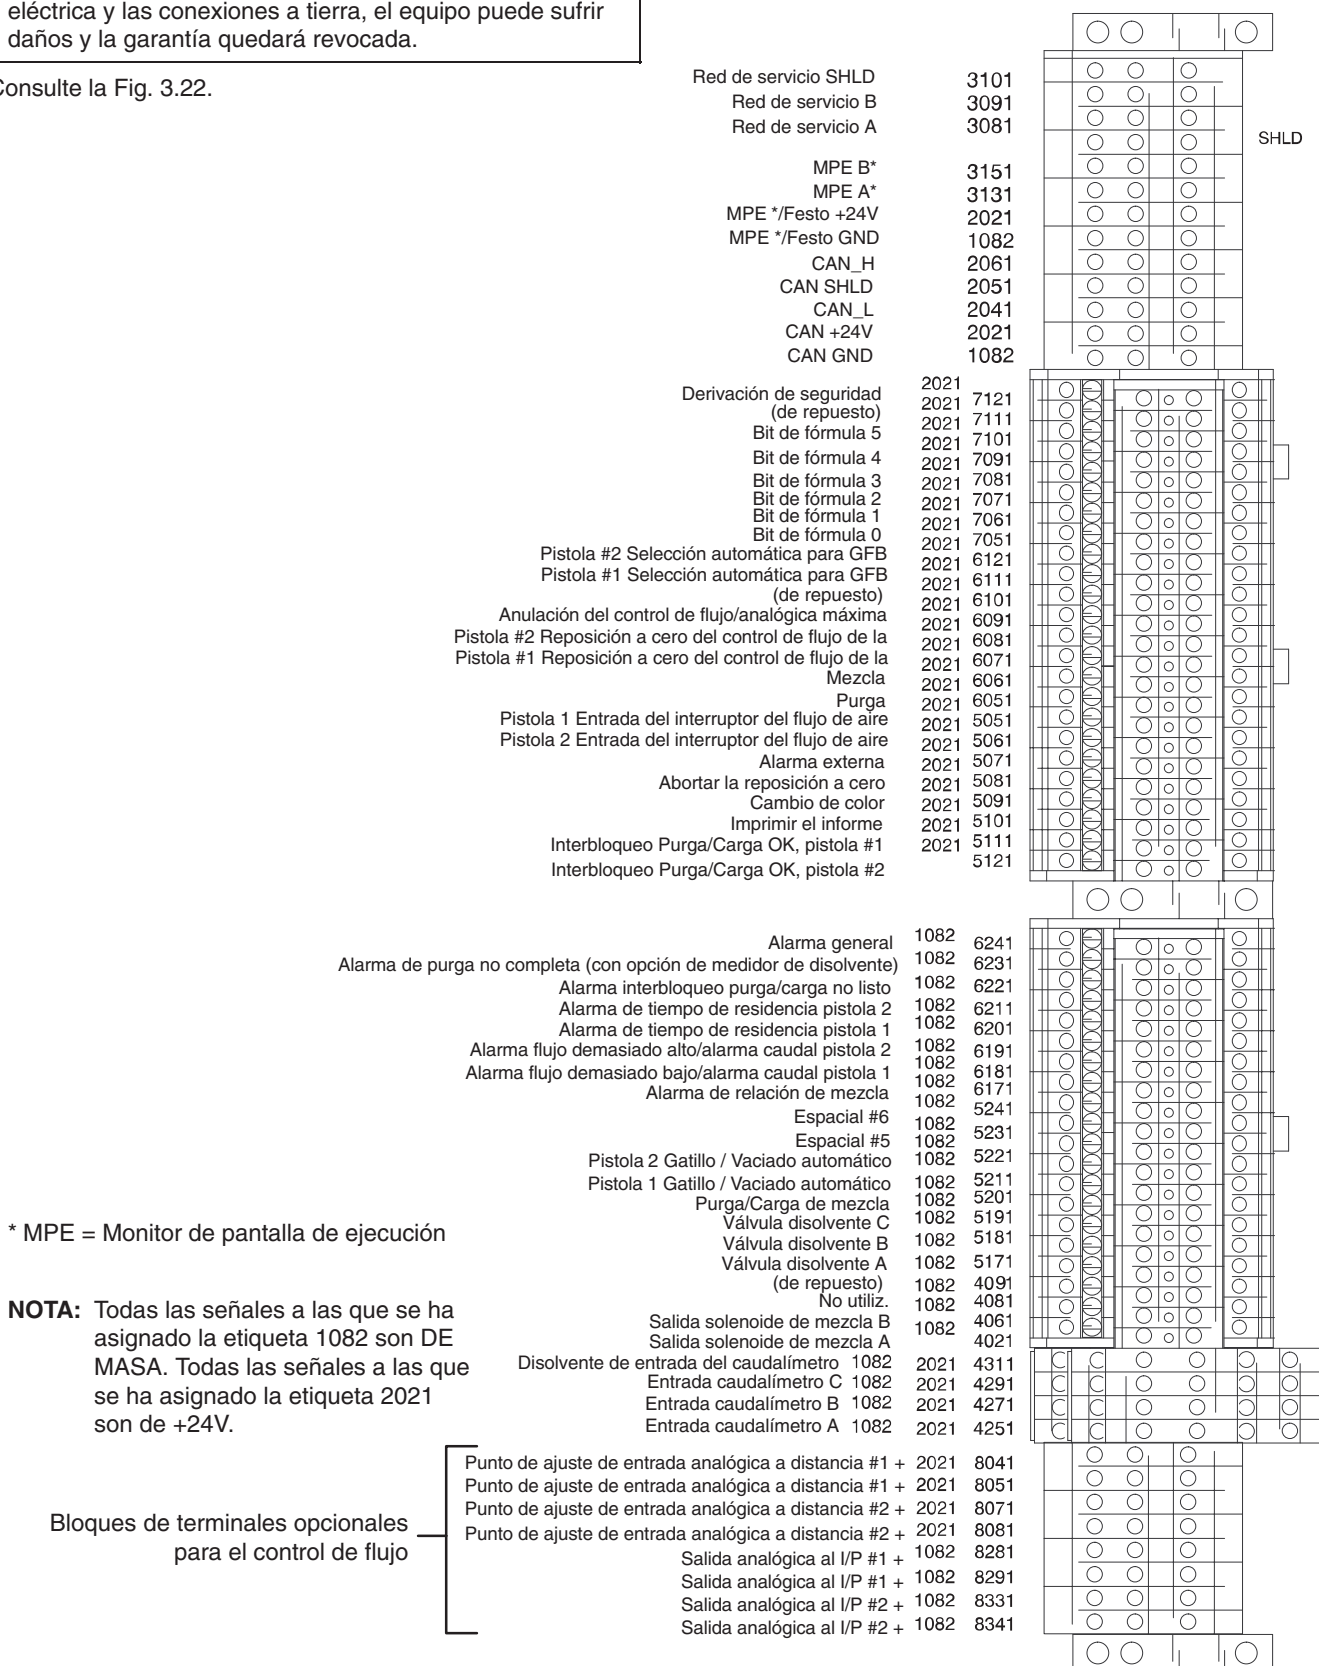 eléctrica y las conexiones a tierra, el equipo puede sufrir
daños y la garantía quedará revocada.
Consulte la Fig. 3.22.
Red de servicio SHLD 3101
Red de servicio B 3091
Red de servicio A 3081
SHLD
MPE B* 3151
MPE A* 3131
MPE */Festo +24V 2021
MPE */Festo GND 1082
CAN_H 2061
CAN SHLD 2051
CAN_L 2041
CAN +24V 2021
CAN GND 1082
2021
Derivación de seguridad 2021 7121
(de repuesto) 2021 7111
Bit de fórmula 5 2021 7101
Bit de fórmula 4 2021 7091
Bit de fórmula 3 2021 7081
Bit de fórmula 2 2021 7071
Bit de fórmula 1 2021 7061
Bit de fórmula 0 2021 7051
Pistola #2 Selección automática para GFB 2021 6121
Pistola #1 Selección automática para GFB 2021 6111
(de repuesto) 2021 6101
Anulación del control de flujo/analógica máxima 2021 6091
Pistola #2 Reposición a cero del control de flujo de la 2021 6081
Pistola #1 Reposición a cero del control de flujo de la 2021 6071
Mezcla 2021 6061
Purga 2021 6051
Pistola 1 Entrada del interruptor del flujo de aire 2021 5051
Pistola 2 Entrada del interruptor del flujo de aire 2021 5061
Alarma externa 2021 5071
Abortar la reposición a cero 2021 5081
Cambio de color 2021 5091
Imprimir el informe 2021 5101
Interbloqueo Purga/Carga OK, pistola #1 2021 5111
Interbloqueo Purga/Carga OK, pistola #2 5121
Alarma general 1082 6241
Alarma de purga no completa (con opción de medidor de disolvente) 1082 6231
Alarma interbloqueo purga/carga no listo 1082 6221
Alarma de tiempo de residencia pistola 2 1082 6211
Alarma de tiempo de residencia pistola 1 1082 6201
Alarma flujo demasiado alto/alarma caudal pistola 2 1082 6191
Alarma flujo demasiado bajo/alarma caudal pistola 1 1082 6181
Alarma de relación de mezcla 1082 6171
1082 5241
Espacial #6 1082 5231
Espacial #5 1082
Pistola 2 Gatillo / Vaciado automático 1082 5221
Pistola 1 Gatillo / Vaciado automático 1082 5211
Purga/Carga de mezcla 1082 5201
Válvula disolvente C 1082 5191
Válvula disolvente B 1082 5181
Válvula disolvente A 1082 5171
(de repuesto) 1082 4091
No utiliz. 1082 4081
Salida solenoide de mezcla B 1082 4061
Salida solenoide de mezcla A 4021
Disolvente de entrada del caudalímetro 1082 2021 4311
Entrada caudalímetro C 1082 2021 4291
Entrada caudalímetro B 1082 2021 4271
Entrada caudalímetro A 1082 2021 4251
Punto de ajuste de entrada analógica a distancia #1 + 2021 8041
Punto de ajuste de entrada analógica a distancia #1 + 2021 8051
Punto de ajuste de entrada analógica a distancia #2 + 2021 8071
Punto de ajuste de entrada analógica a distancia #2 + 2021 8081
Salida analógica al I/P #1 + 1082 8281
Salida analógica al I/P #1 + 1082 8291
Salida analógica al I/P #2 + 1082 8331
Salida analógica al I/P #2 + 1082 8341
* MPE = Monitor de pantalla de ejecución
NOTA: Todas las señales a las que se ha
asignado la etiqueta 1082 son DE
MASA. Todas las señales a las que
se ha asignado la etiqueta 2021
son de +24V.
Bloques de terminales opcionales
para el control de flujo